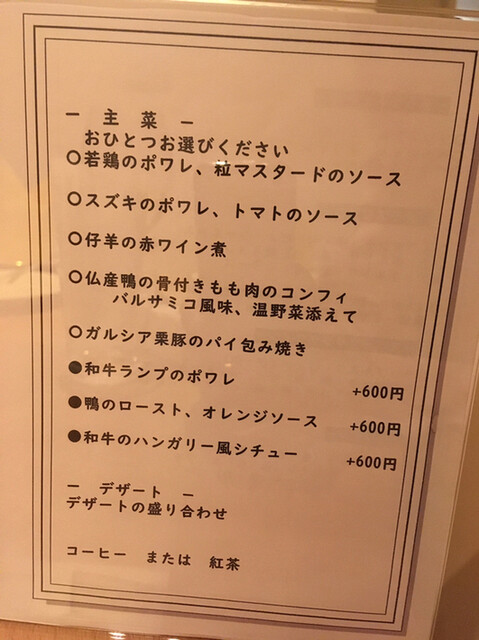 ー 主 菜 ー
おひとつお選びください
○若鶏のポワレ、粒マスタードのソース
○スズキのポワレ、トマトのソース
○仔羊の赤ワイン煮
○仏産鴨の骨付きもも肉のコンフィ
バルサミコ風味、温野菜添えて
○ガルシア栗豚のパイ包み焼き
●和牛ランプのポワレ +600円
●鴨のロースト、オレンジソース +600円
●和牛のハンガリー風シチュー +600円
ー デザート ー
デザートの盛り合わせ
コーヒー または 紅茶